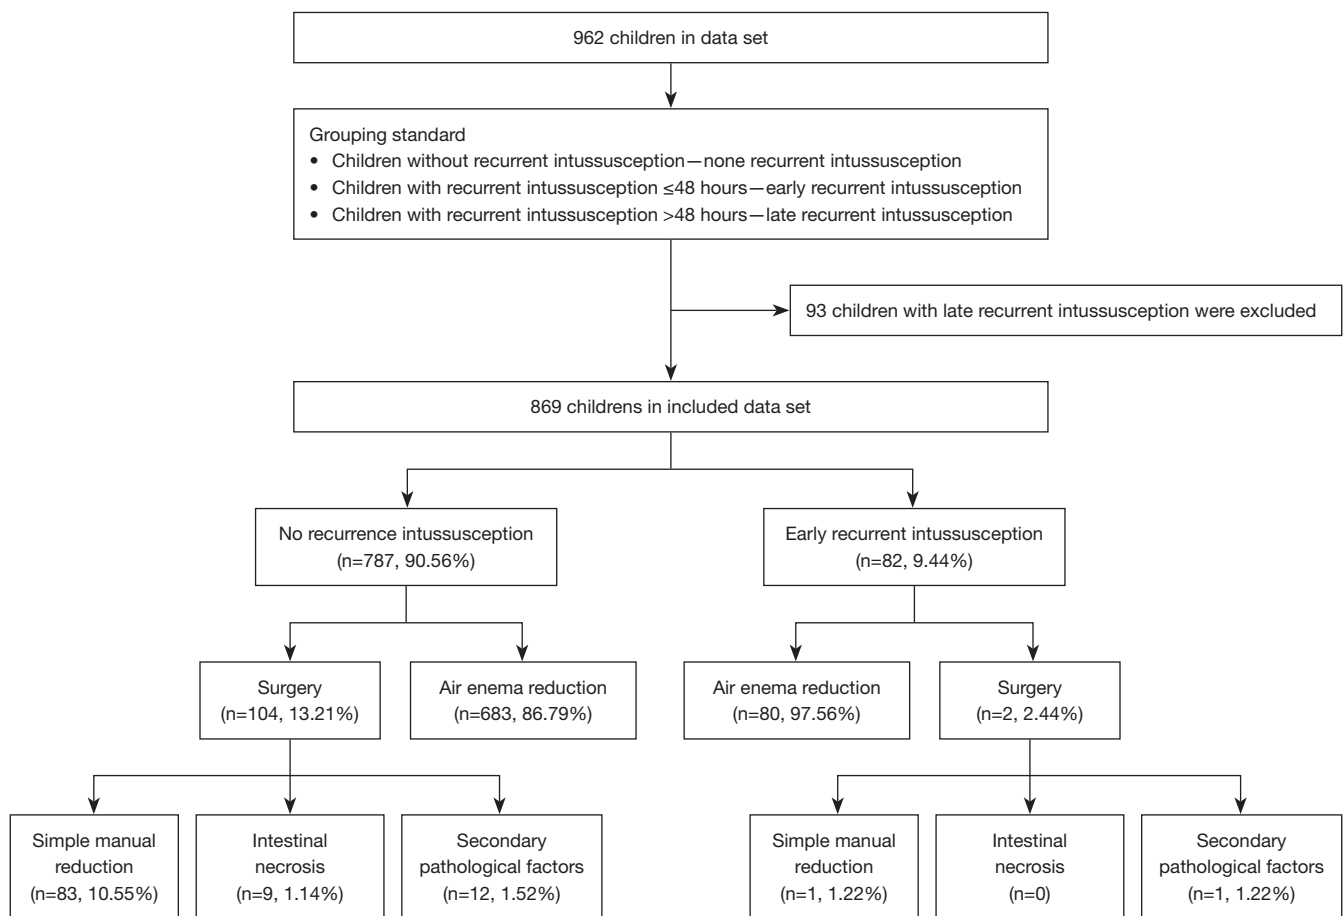 962 children in data set
Grouping standard
• Children without recurrent intussusception—none recurrent intussusception
• Children with recurrent intussusception ≤48 hours—early recurrent intussusception
• Children with recurrent intussusception >48 hours—late recurrent intussusception
93 children with late recurrent intussusception were excluded
869 childrens in included data set
No recurrence intussusception
(n=787, 90.56%)
Early recurrent intussusception
(n=82, 9.44%)
Surgery
(n=104, 13.21%)
Air enema reduction
(n=683, 86.79%)
Air enema reduction
(n=80, 97.56%)
Surgery
(n=2, 2.44%)
Simple manual
reduction
(n=83, 10.55%)
Intestinal
necrosis
(n=9, 1.14%)
Secondary
pathological factors
(n=12, 1.52%)
Simple manual
reduction
(n=1, 1.22%)
Intestinal
necrosis
(n=0)
Secondary
pathological factors
(n=1, 1.22%)